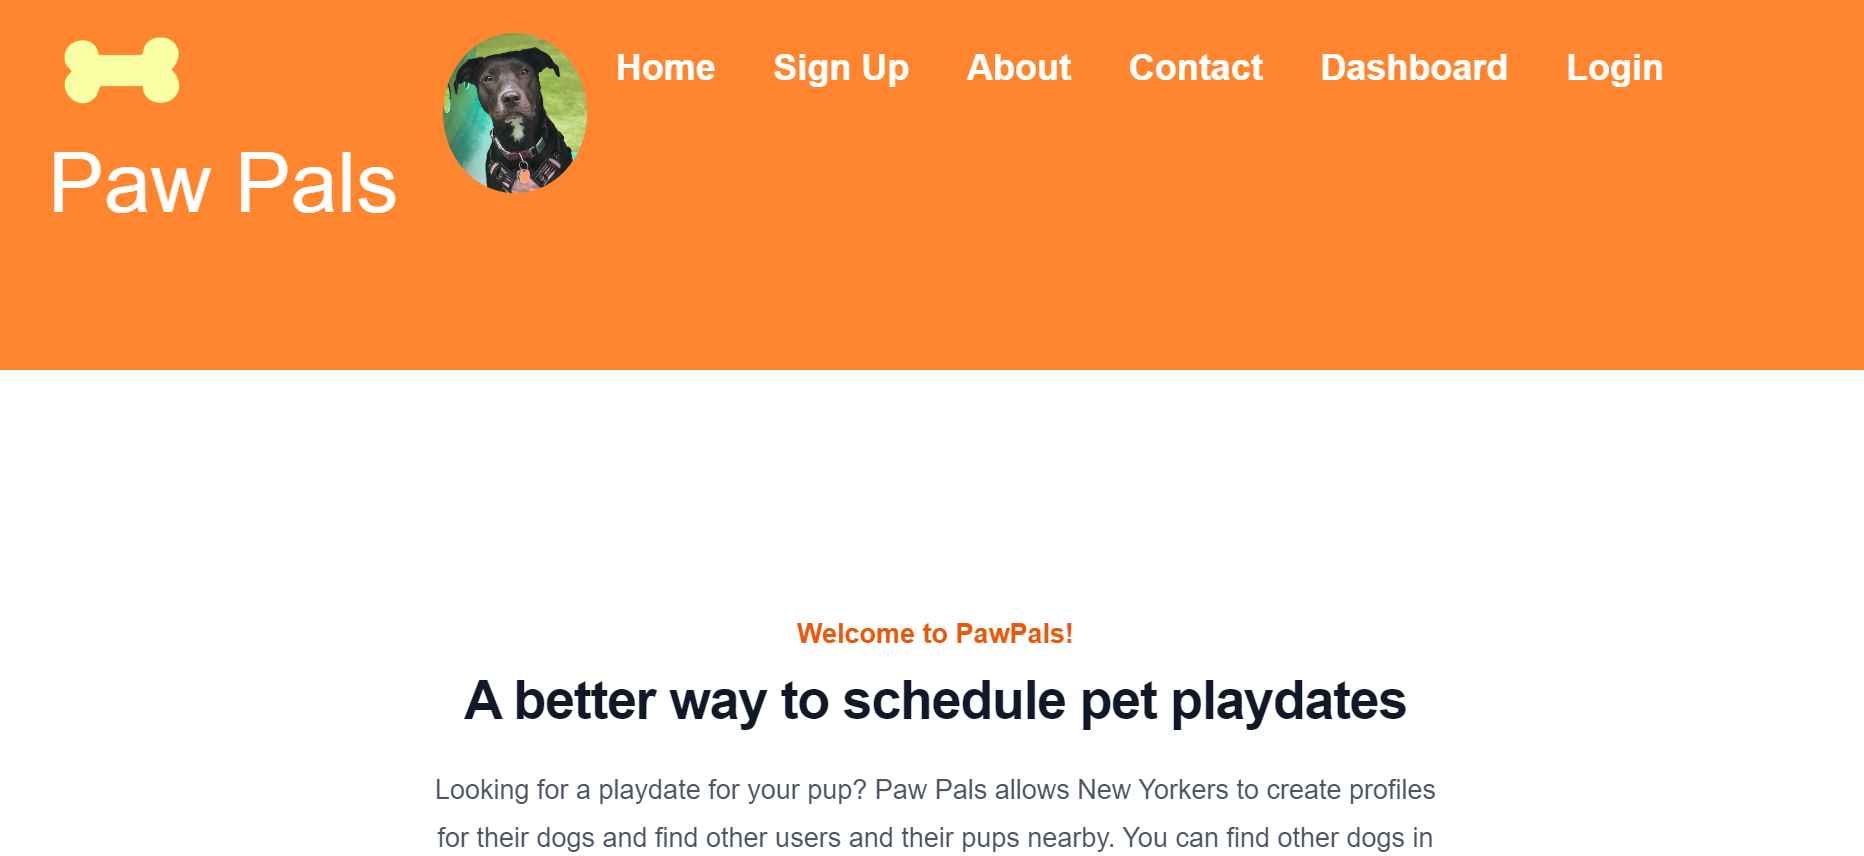 Paw Pals
Home Sign Up About Contact Dashboard Login
Welcome to PawPals!
A better way to schedule pet playdates
Looking for a playdate for your pup? Paw Pals allows New Yorkers to create profiles
for their dogs and find other users and their pups nearby. You can find other dogs in